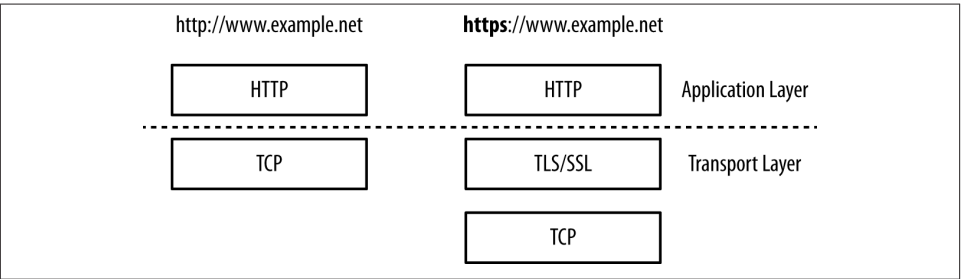 http://www.example.net https://www.example.net
HTTP HTTP Application Layer
TCP TLS/SSL Transport Layer
TCP